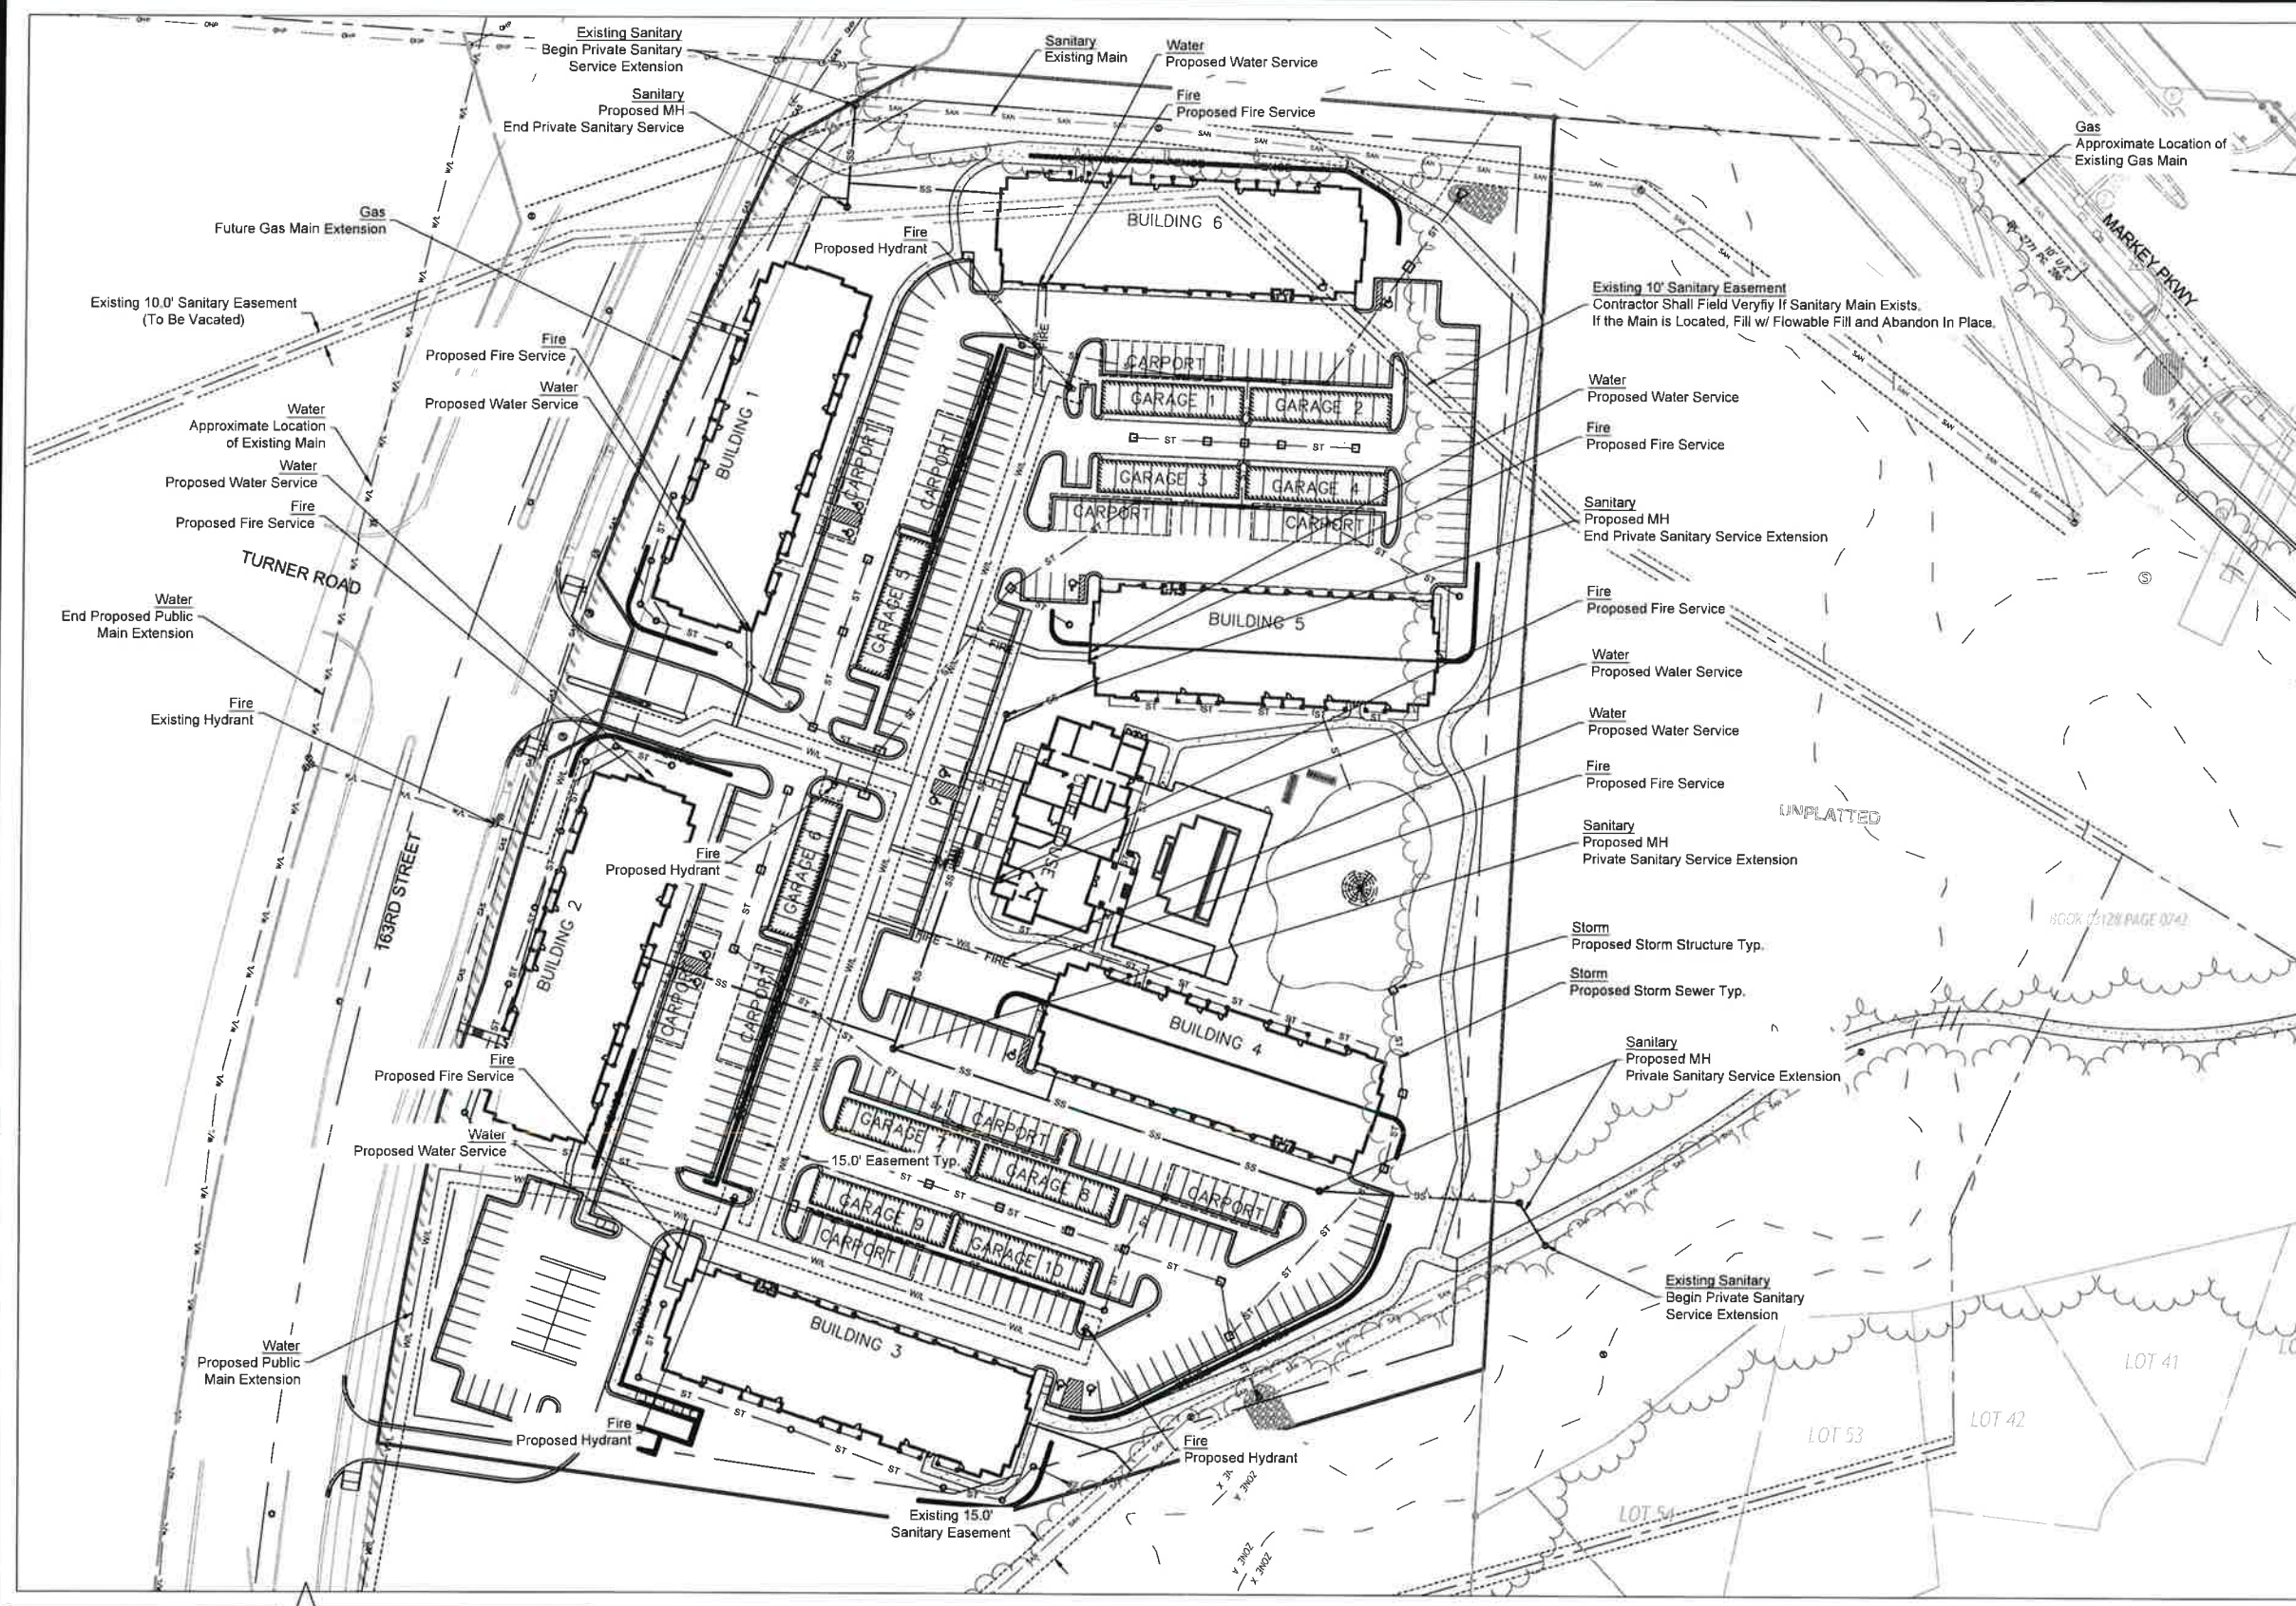 Existing Sanitary
Begin Private Sanitary
Service Extension
Sanitary
Proposed MH
End Private Sanitary Service
Sanitary
Existing Main
Water
Proposed Water Service
Fire
Proposed Fire Service
Gas
Approximate Location of
Existing Gas Main
MARKEY PKWY
Gas
Future Gas Main Extension
Fire
Proposed Hydrant
BUILDING 6
Existing 10.0' Sanitary Easement
(To Be Vacated)
Existing 10' Sanitary Easement
Contractor Shall Field Veryfiy If Sanitary Main Exists.
If the Main is Located, Fill w/ Flowable Fill and Abandon In Place.
Fire
Proposed Fire Service
Water
Proposed Water Service
Water
Approximate Location
of Existing Main
Water
Proposed Water Service
Fire
Proposed Fire Service
TURNER ROAD
BUILDING 1
CARPORT
CARPORT
GARAGE 5
CARPORT
GARAGE 1
GARAGE 2
GARAGE 3
GARAGE 4
CARPORT
CARPORT
Water
Proposed Water Service
Fire
Proposed Fire Service
Sanitary
Proposed MH
End Private Sanitary Service Extension
Water
End Proposed Public
Main Extension
BUILDING 5
Fire
Proposed Fire Service
Water
Proposed Water Service
Fire
Existing Hydrant
Water
Proposed Water Service
Fire
Proposed Fire Service
UNPLATTED
163RD STREET
Fire
Proposed Hydrant
GARAGE 6
BUILDING 2
CARPORT
CARPORT
Sanitary
Proposed MH
Private Sanitary Service Extension
BOOK 03128 PAGE 0742
Storm
Proposed Storm Structure Typ.
Storm
Proposed Storm Sewer Typ.
BUILDING 4
Sanitary
Proposed MH
Private Sanitary Service Extension
Fire
Proposed Fire Service
Water
Proposed Water Service
GARAGE 7
CARPORT
15.0' Easement Typ.
GARAGE 8
CARPORT
GARAGE 9
CARPORT
GARAGE 10
BUILDING 3
Existing Sanitary
Begin Private Sanitary
Service Extension
Water
Proposed Public
Main Extension
Fire
Proposed Hydrant
Fire
Proposed Hydrant
Existing 15.0'
Sanitary Easement
ZONE X
ZONE A
LOT 41
LOT 42
LOT 53
LOT 54